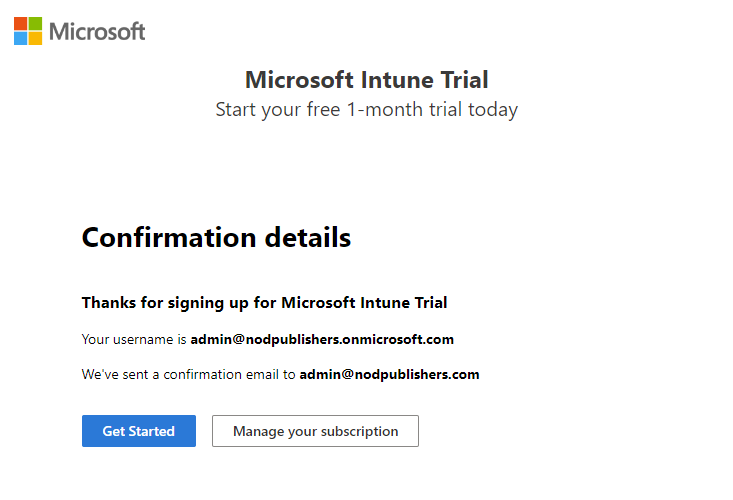 Microsoft
Microsoft Intune Trial
Start your free 1-month trial today
Confirmation details
Thanks for signing up for Microsoft Intune Trial
Your username is admin@nodpublishers.onmicrosoft.com
We've sent a confirmation email to admin@nodpublishers.com
Get Started
Manage your subscription